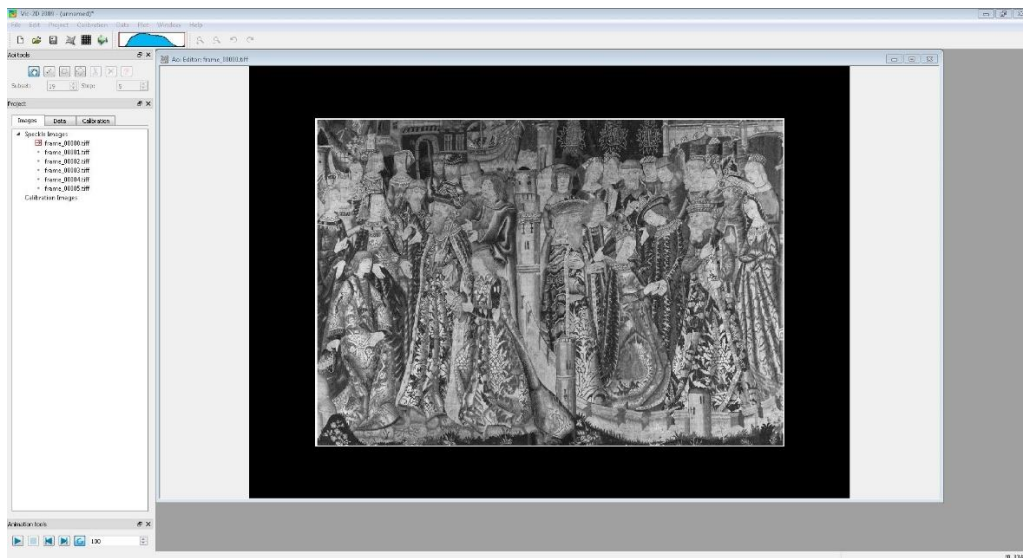 Vic-2D 2009 - (unnamed)*
File Edit Project Calibration Data Plot Window Help
Aoi tools
Subset: 29 Step: 5
Project
Images Data Calibration
Speckle Images
frame_00000.tiff
frame_00001.tiff
frame_00002.tiff
frame_00003.tiff
frame_00004.tiff
frame_00005.tiff
Calibration Images
Animation tools
100
Aoi Editor: frame_00000.tiff